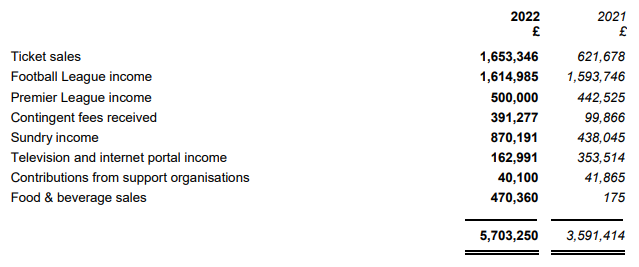 2022 2021
£ £
Ticket sales 1,653,346 621,678
Football League income 1,614,985 1,593,746
Premier League income 500,000 442,525
Contingent fees received 391,277 99,866
Sundry income 870,191 438,045
Television and internet portal income 162,991 353,514
Contributions from support organisations 40,100 41,865
Food & beverage sales 470,360 175
5,703,250 3,591,414